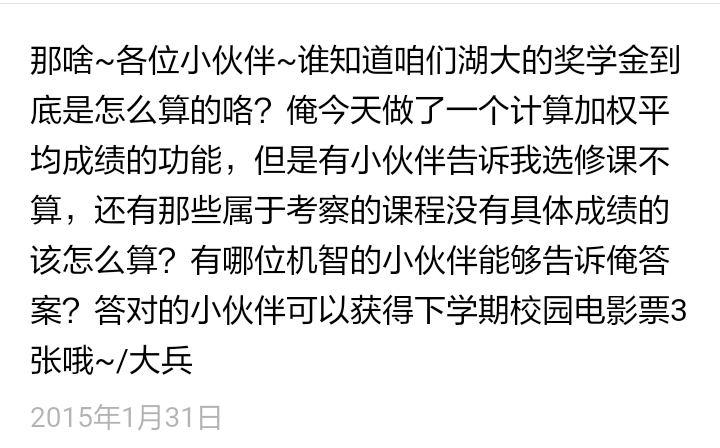 那啥~各位小伙伴~谁知道咱们湖大的奖学金到
底是怎么算的咯？俺今天做了一个计算加权平
均成绩的功能，但是有小伙伴告诉我选修课不
算，还有那些属于考察的课程没有具体成绩的
该怎么算？有哪位机智的小伙伴能够告诉俺答
案？答对的小伙伴可以获得下学期校园电影票3
张哦~/大兵
2015年1月31日